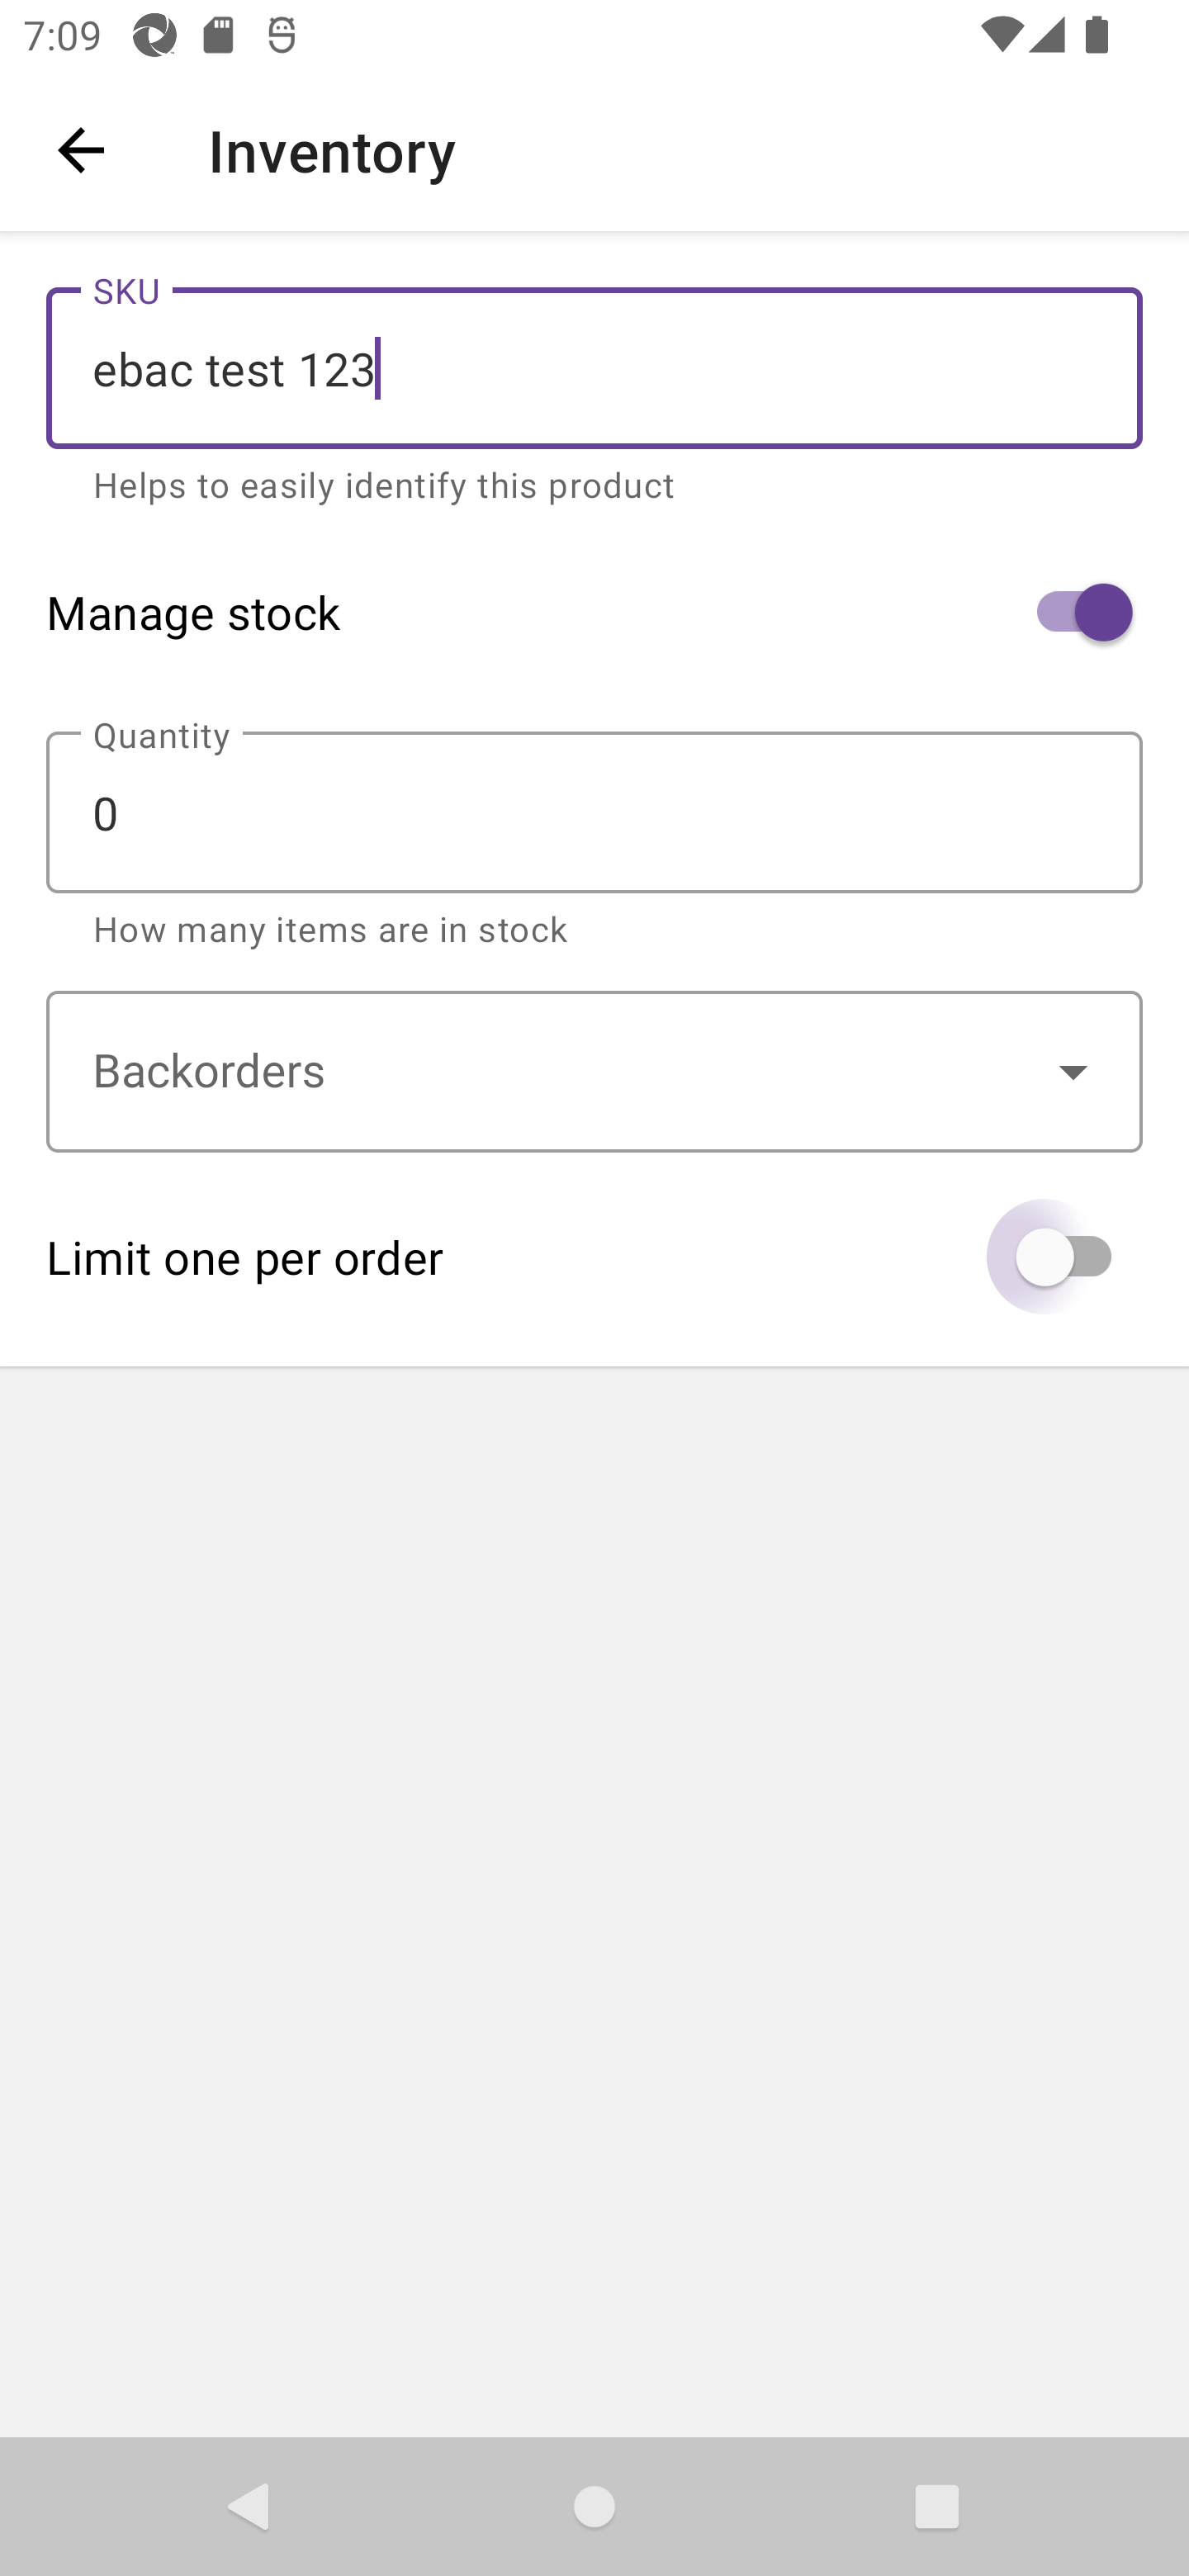 7:09
Inventory
SKU
ebac test 123
Helps to easily identify this product
Manage stock
Quantity
0
How many items are in stock
Backorders
Limit one per order